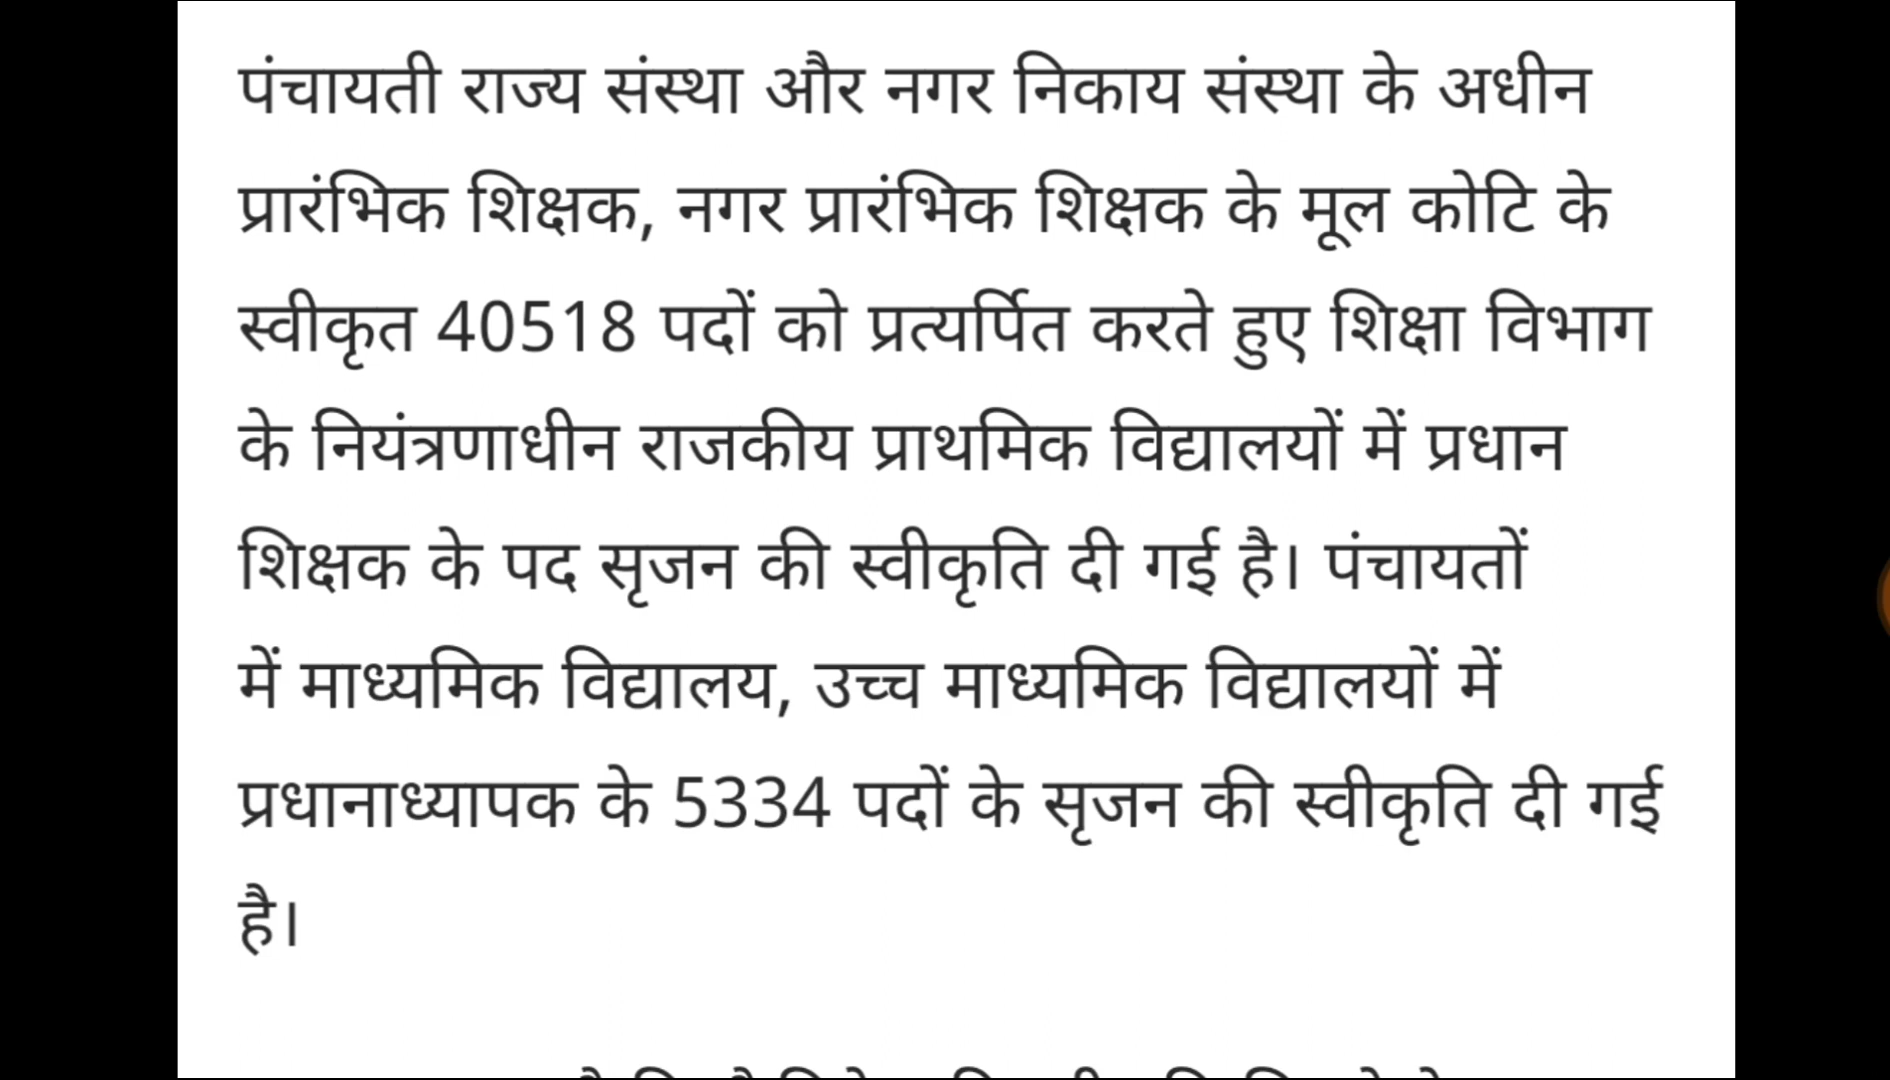 पंचायती राज्य संस्था और नगर निकाय संस्था के अधीन
प्रारंभिक शिक्षक, नगर प्रारंभिक शिक्षक के मूल कोटि के
स्वीकृत 40518 पदों को प्रत्यर्पित करते हुए शिक्षा विभाग
के नियंत्रणाधीन राजकीय प्राथमिक विद्यालयों में प्रधान
शिक्षक के पद सृजन की स्वीकृति दी गई है। पंचायतों
में माध्यमिक विद्यालय, उच्च माध्यमिक विद्यालयों में
प्रधानाध्यापक के 5334 पदों के सृजन की स्वीकृति दी गई
है।